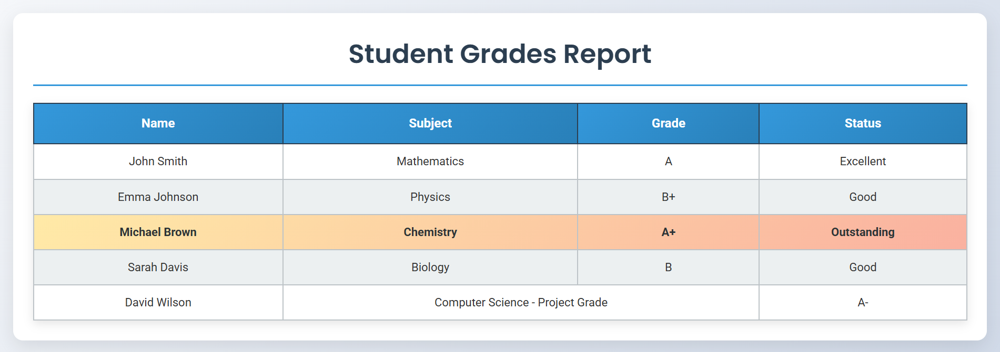 Student Grades Report
Name Subject Grade Status
John Smith Mathematics A Excellent
Emma Johnson Physics B+ Good
Michael Brown Chemistry A+ Outstanding
Sarah Davis Biology B Good
David Wilson Computer Science - Project Grade A-